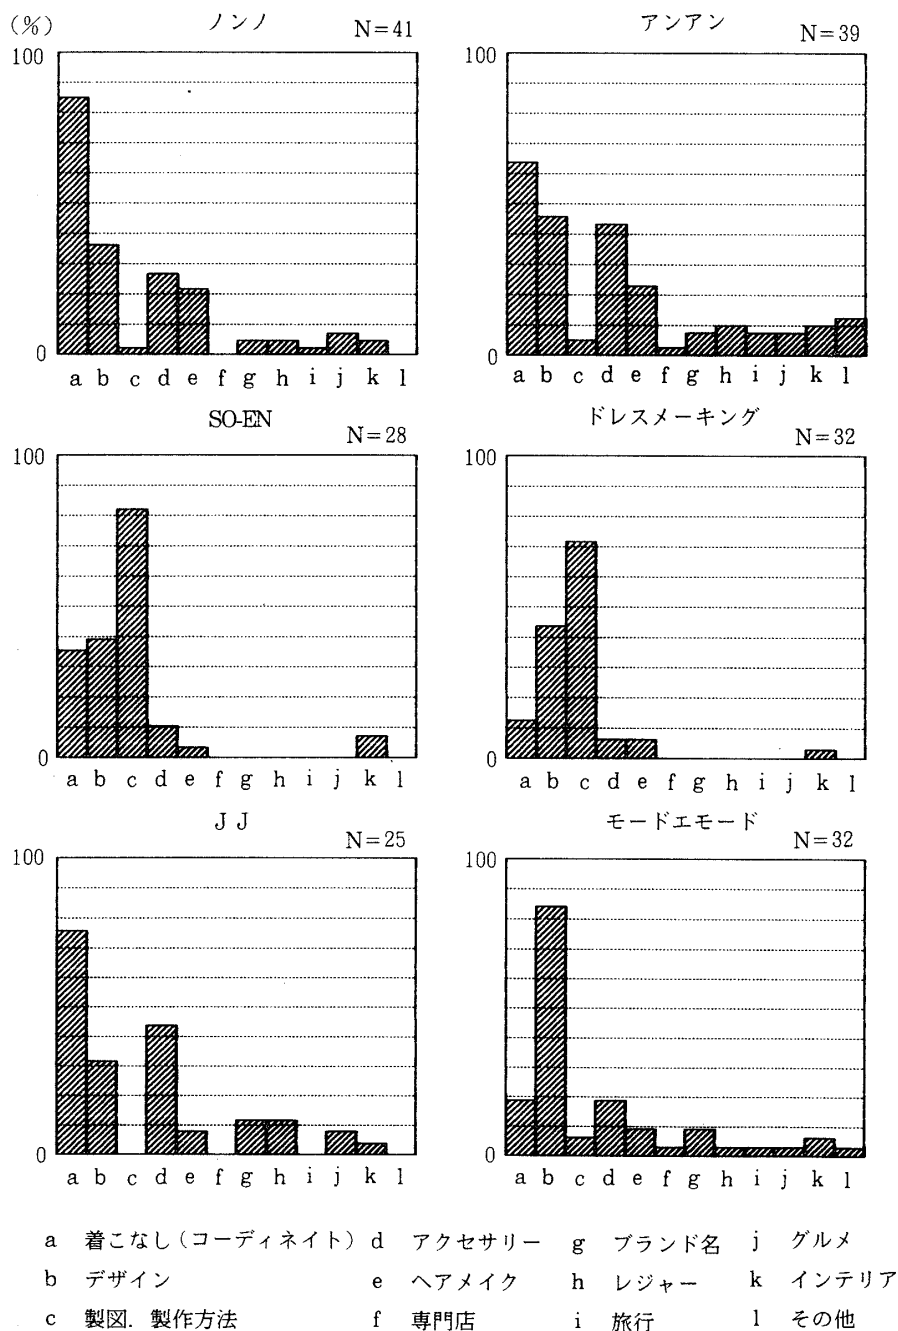 (%) ノンノ N=41
100
0
a b c d e f g h i j k l
アンアン N=39
100
0
a b c d e f g h i j k l
SO-EN N=28
100
0
a b c d e f g h i j k l
ドレスメーキング N=32
100
0
a b c d e f g h i j k l
J J N=25
100
0
a b c d e f g h i j k l
モードエモード N=32
100
0
a b c d e f g h i j k l
a 着こなし(コーディネイト) d アクセサリー g ブランド名 j グルメ
b デザイン e ヘアメイク h レジャー k インテリア
c 製図．製作方法 f 専門店 i 旅行 l その他